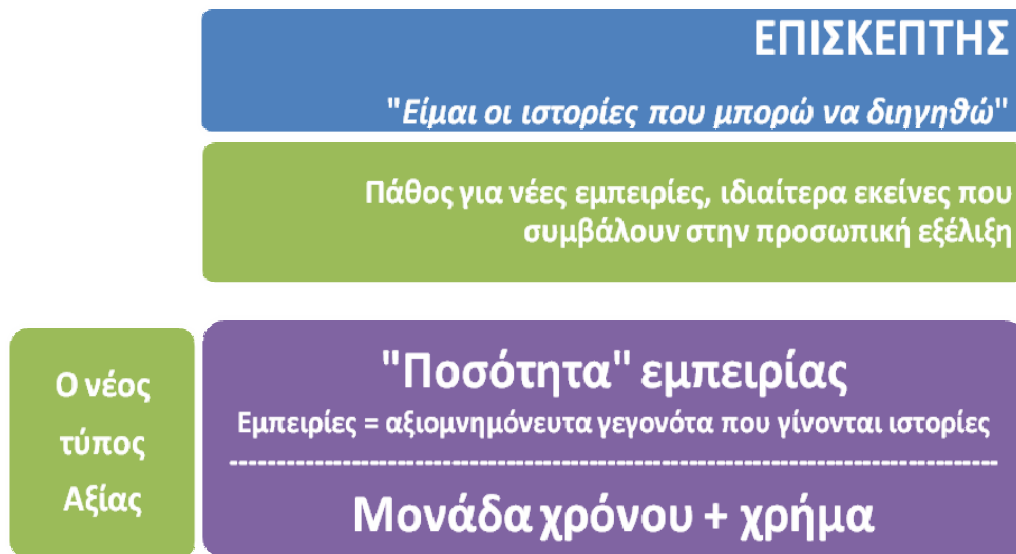 ΕΠΙΣΚΕΠΤΗΣ
"Είμαι οι ιστορίες που μπορώ να διηγηθώ"
Πάθος για νέες εμπειρίες, ιδιαίτερα εκείνες που
συμβάλουν στην προσωπική εξέλιξη
Ο νέος
τύπος
Αξίας
"Ποσότητα" εμπειρίας
Εμπειρίες = αξιομνημόνευτα γεγονότα που γίνονται ιστορίες
Μονάδα χρόνου + χρήμα